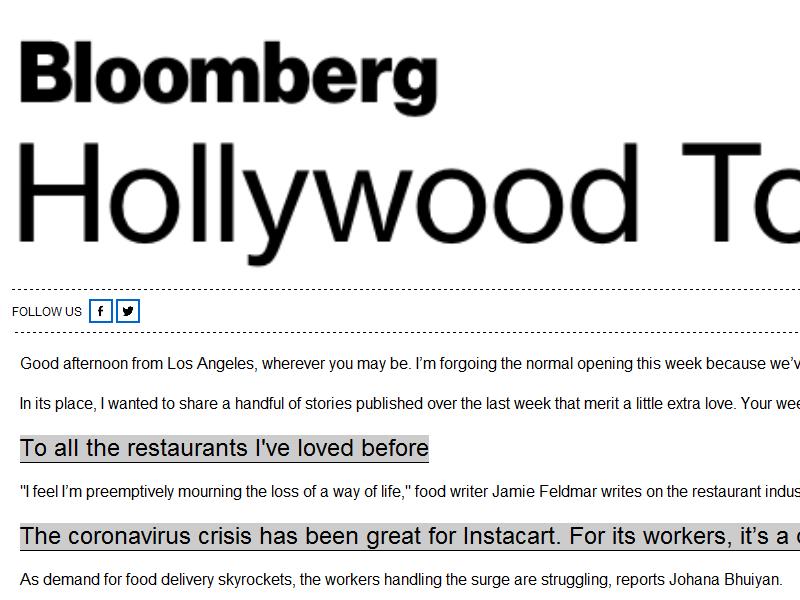 Bloomberg
Hollywood To
FOLLOW US
Good afternoon from Los Angeles, wherever you may be. I’m forgoing the normal opening this week because we’v
In its place, I wanted to share a handful of stories published over the last week that merit a little extra love. Your wee
To all the restaurants I've loved before
"I feel I’m preemptively mourning the loss of a way of life," food writer Jamie Feldmar writes on the restaurant indus
The coronavirus crisis has been great for Instacart. For its workers, it’s a c
As demand for food delivery skyrockets, the workers handling the surge are struggling, reports Johana Bhuiyan.